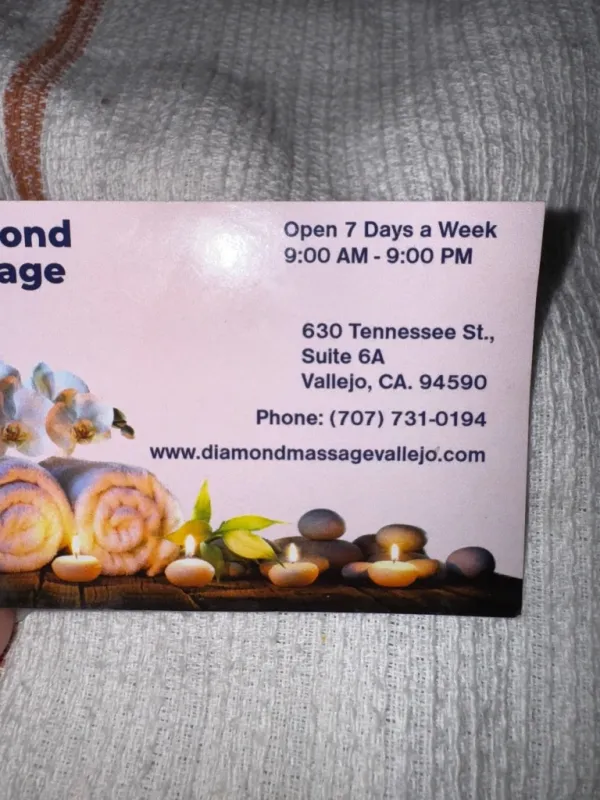 ond
age
Open 7 Days a Week
9:00 AM - 9:00 PM
630 Tennessee St.,
Suite 6A
Vallejo, CA. 94590
Phone: (707) 731-0194
www.diamondmassagevallejo.com